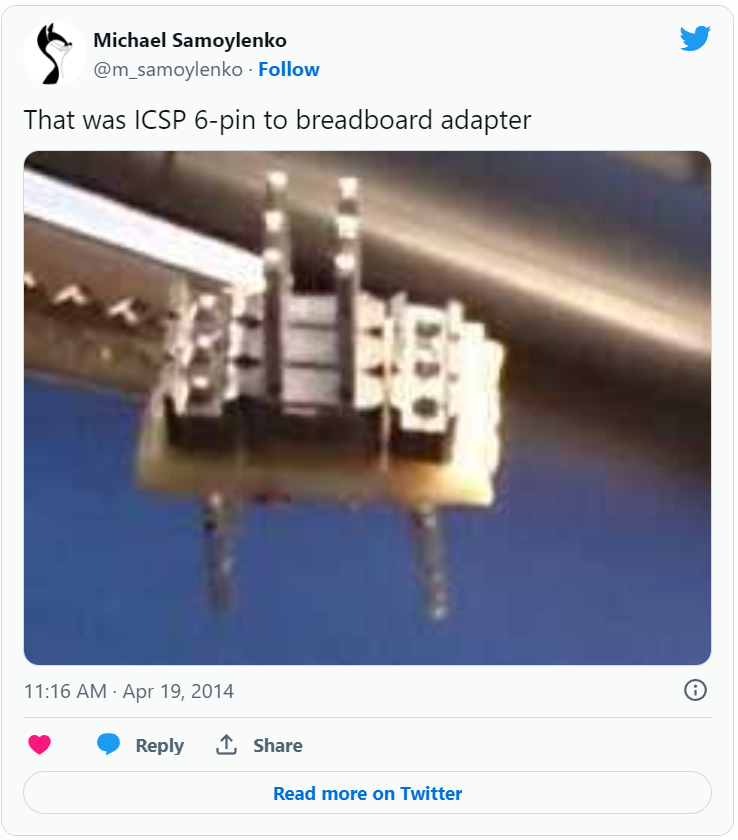 Michael Samoylenko
@m_samoylenko · Follow
That was ICSP 6-pin to breadboard adapter
11:16 AM · Apr 19, 2014
Reply Share
Read more on Twitter